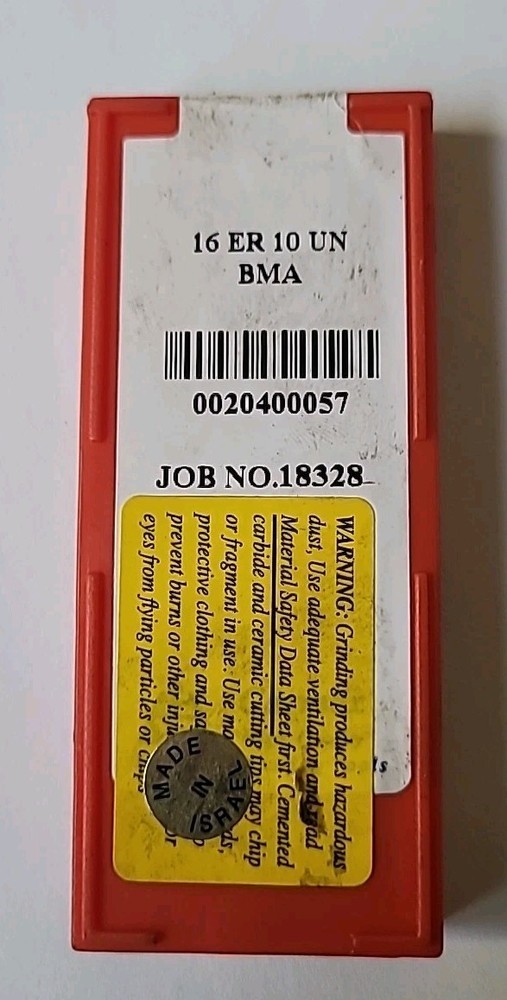 16 ER 10 UN
BMA
0020400057
JOB NO.18328
WARNING: Grinding produces hazardous
dust, Use adequate ventilation and read
Material Safety Data Sheet first. Cemented
carbide and ceramic cutting tips may chip
or fragment in use. Use
protective clothing and
prevent burns or other
eyes from flying particles or chips
MADE
IN
ISRAEL